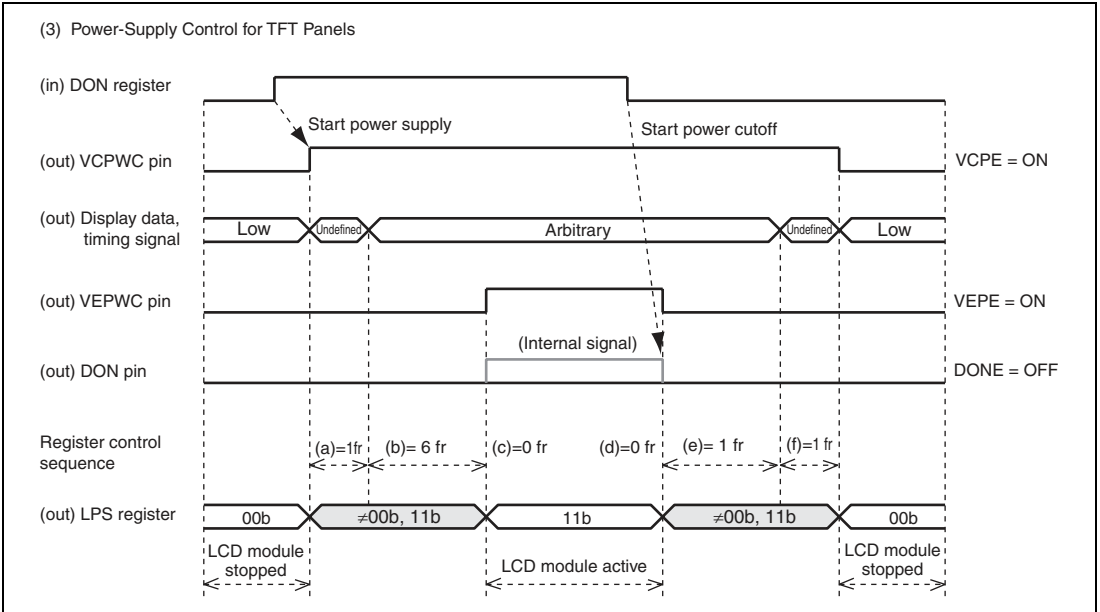 (3) Power-Supply Control for TFT Panels
(in) DON register
Start power supply
Start power cutoff
(out) VCPWC pin
VCPE = ON
(out) Display data,
timing signal
Low
Undefined
Arbitrary
Undefined
Low
(out) VEPWC pin
VEPE = ON
(Internal signal)
(out) DON pin
DONE = OFF
Register control
sequence
(a)=1fr
(b)= 6 fr
(c)=0 fr
(d)=0 fr
(e)= 1 fr
(f)=1 fr
(out) LPS register
00b
≠00b, 11b
11b
≠00b, 11b
00b
LCD module
stopped
LCD module active
LCD module
stopped